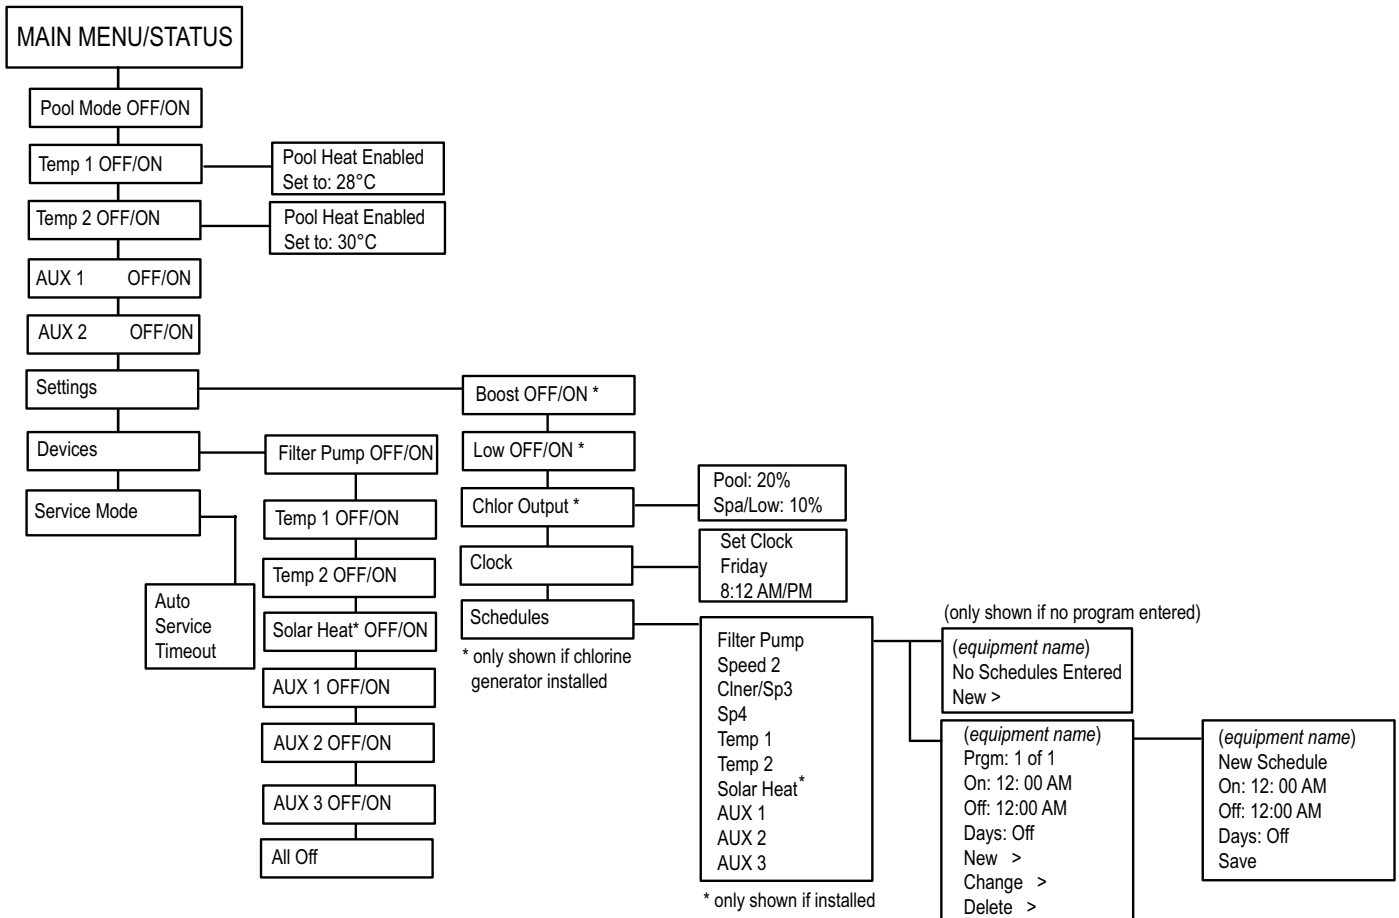 MAIN MENU/STATUS
Pool Mode OFF/ON
Temp 1 OFF/ON
Pool Heat Enabled
Set to: 28°C
Temp 2 OFF/ON
Pool Heat Enabled
Set to: 30°C
AUX 1 OFF/ON
AUX 2 OFF/ON
Settings
Devices
Service Mode
Auto
Service
Timeout
Filter Pump OFF/ON
Temp 1 OFF/ON
Temp 2 OFF/ON
Solar Heat* OFF/ON
AUX 1 OFF/ON
AUX 2 OFF/ON
AUX 3 OFF/ON
All Off
Boost OFF/ON *
Low OFF/ON *
Chlor Output *
Clock
Schedules
* only shown if chlorine
generator installed
Pool: 20%
Spa/Low: 10%
Set Clock
Friday
8:12 AM/PM
Filter Pump
Speed 2
Clner/Sp3
Sp4
Temp 1
Temp 2
Solar Heat*
AUX 1
AUX 2
AUX 3
* only shown if installed
(only shown if no program entered)
(equipment name)
No Schedules Entered
New >
(equipment name)
Prgm: 1 of 1
On: 12: 00 AM
Off: 12:00 AM
Days: Off
New >
Change >
Delete >
(equipment name)
New Schedule
On: 12: 00 AM
Off: 12:00 AM
Days: Off
Save